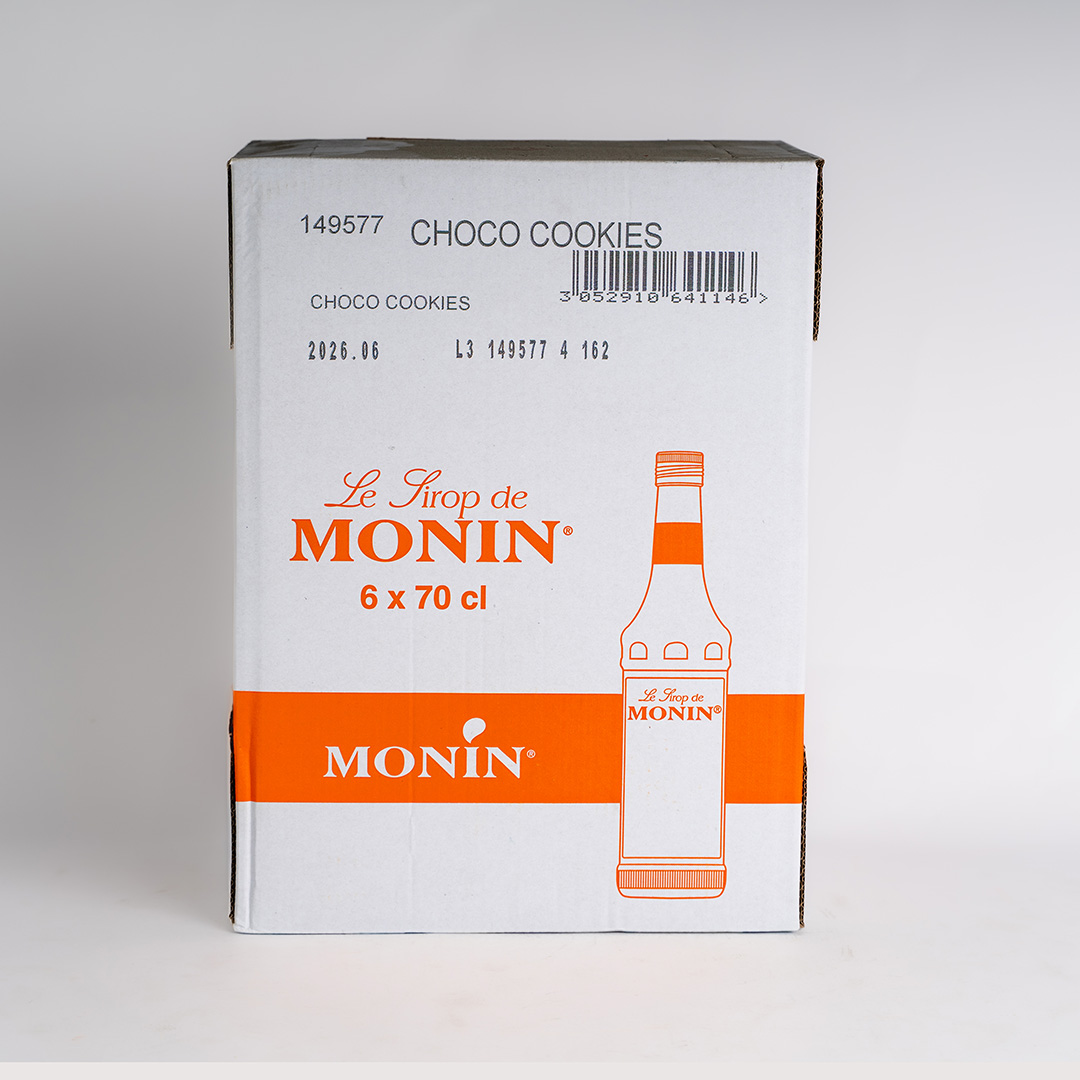 149577 CHOCO COOKIES
3 052910 641146 >
CHOCO COOKIES
2026.06 L3 149577 4 162
Le Sirop de
MONIN®
6 x 70 cl
Le Sirop de
MONIN®
MONIN®